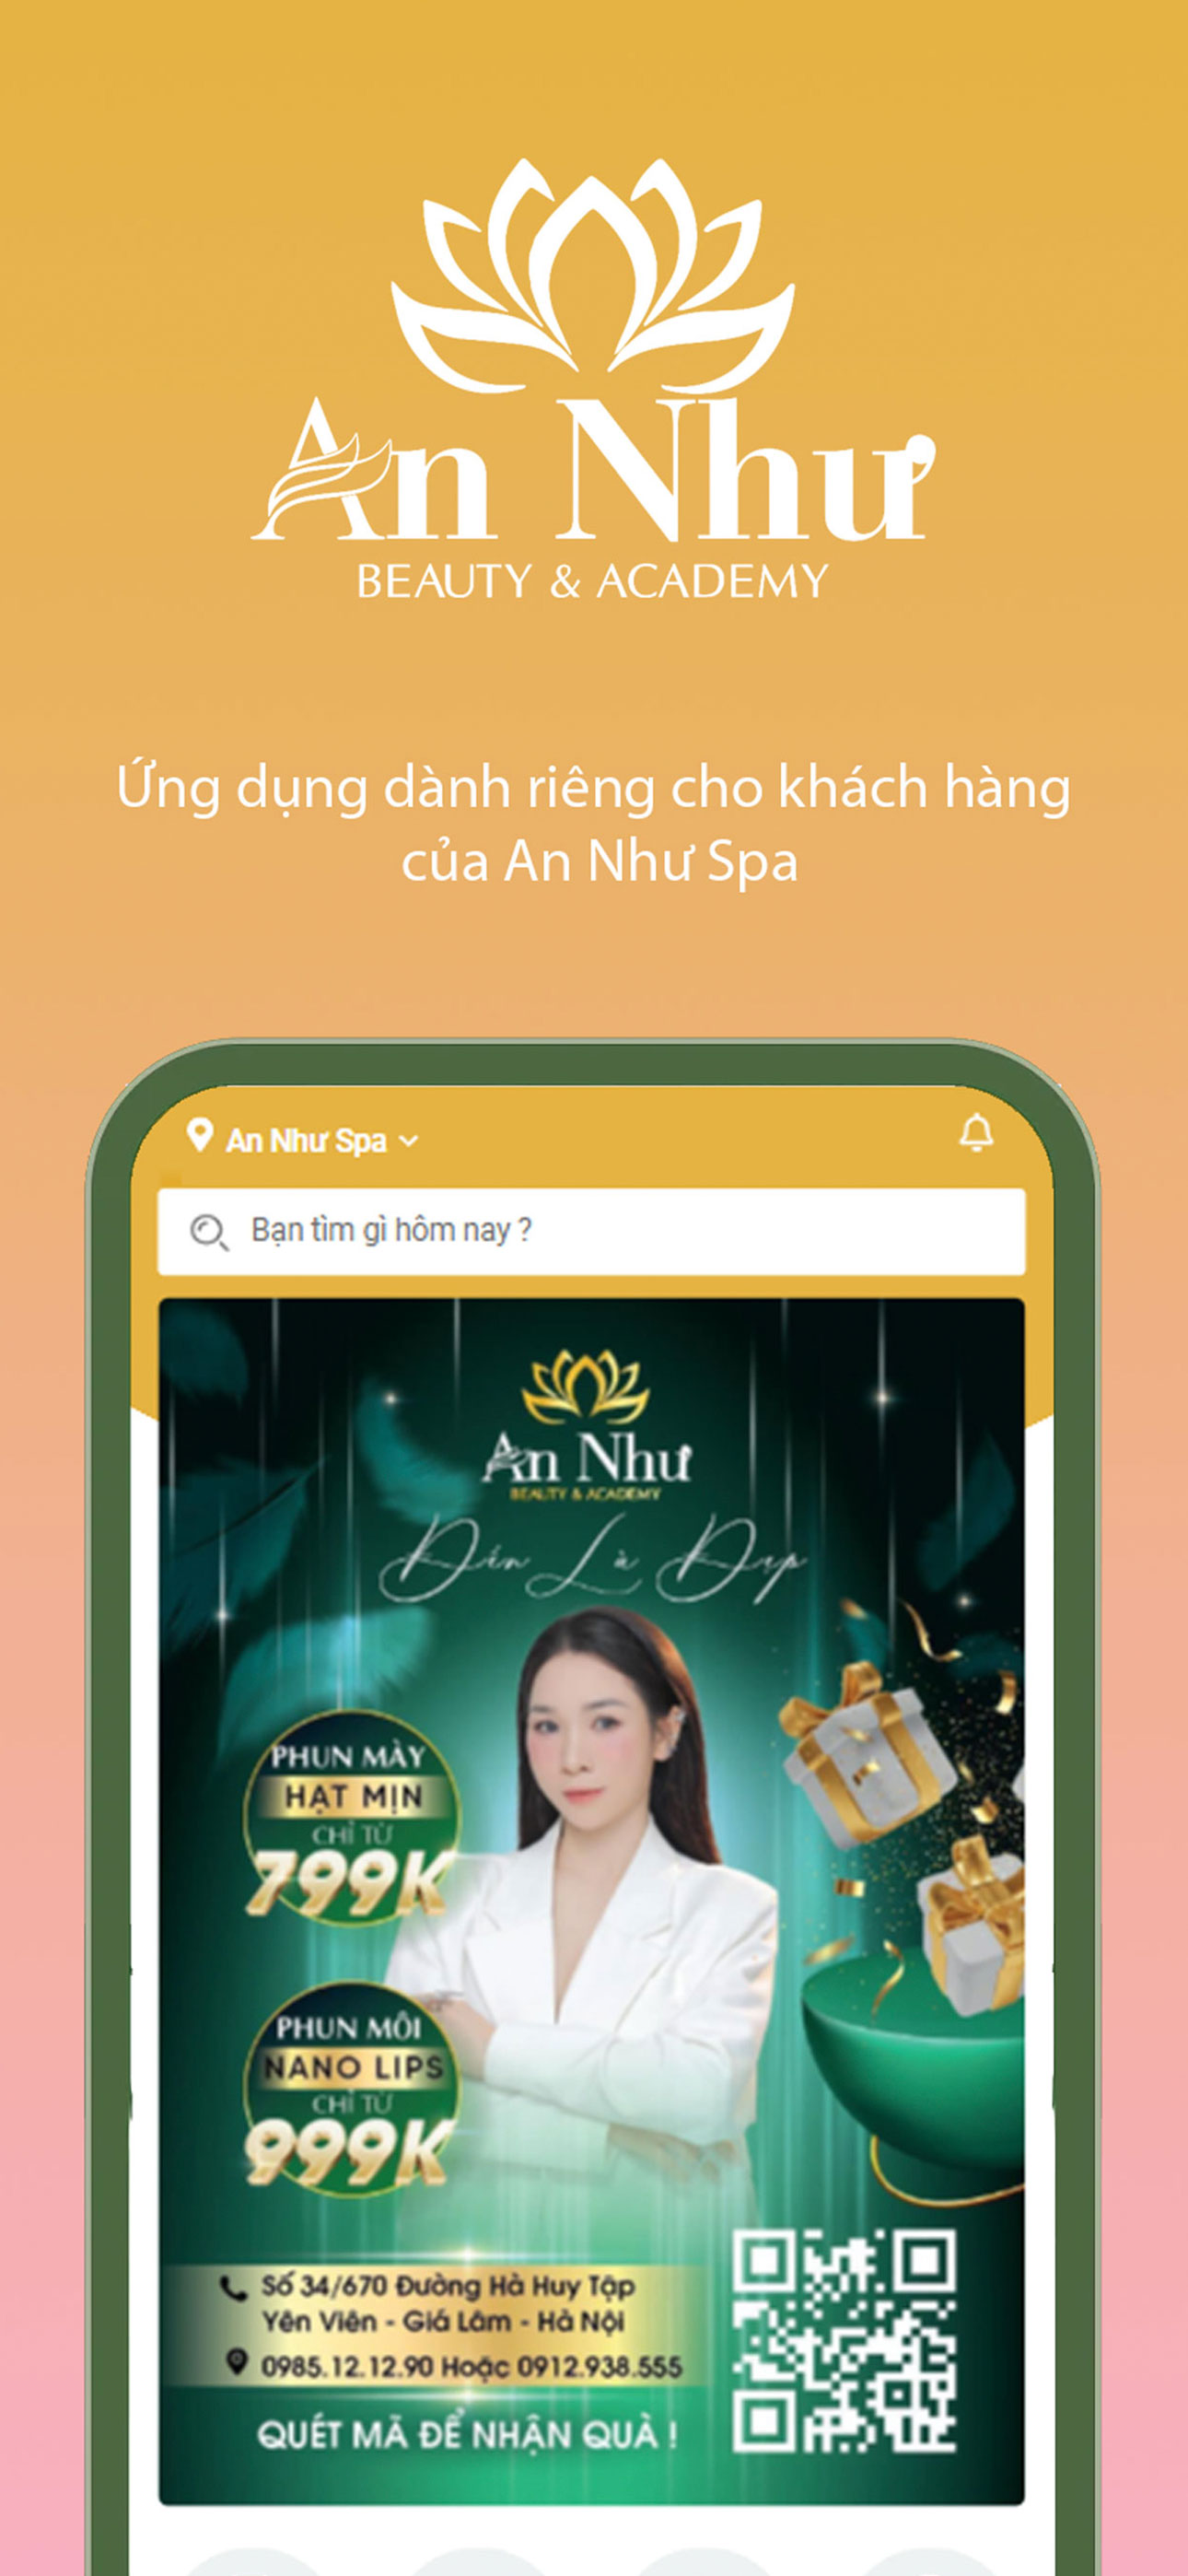 An Như
BEAUTY & ACADEMY
Ứng dụng dành riêng cho khách hàng
của An Như Spa
An Như Spa
Bạn tìm gì hôm nay ?
An Như
BEAUTY & ACADEMY
Đến Là Đẹp
PHUN MÀY
HẠT MỊN
CHỈ TỪ
799K
PHUN MÔI
NANO LIPS
CHỈ TỪ
999K
Số 34/670 Đường Hà Huy Tập
Yên Viên - Giá Lâm - Hà Nội
0985.12.12.90 Hoặc 0912.938.555
QUÉT MÃ ĐỂ NHẬN QUÀ !